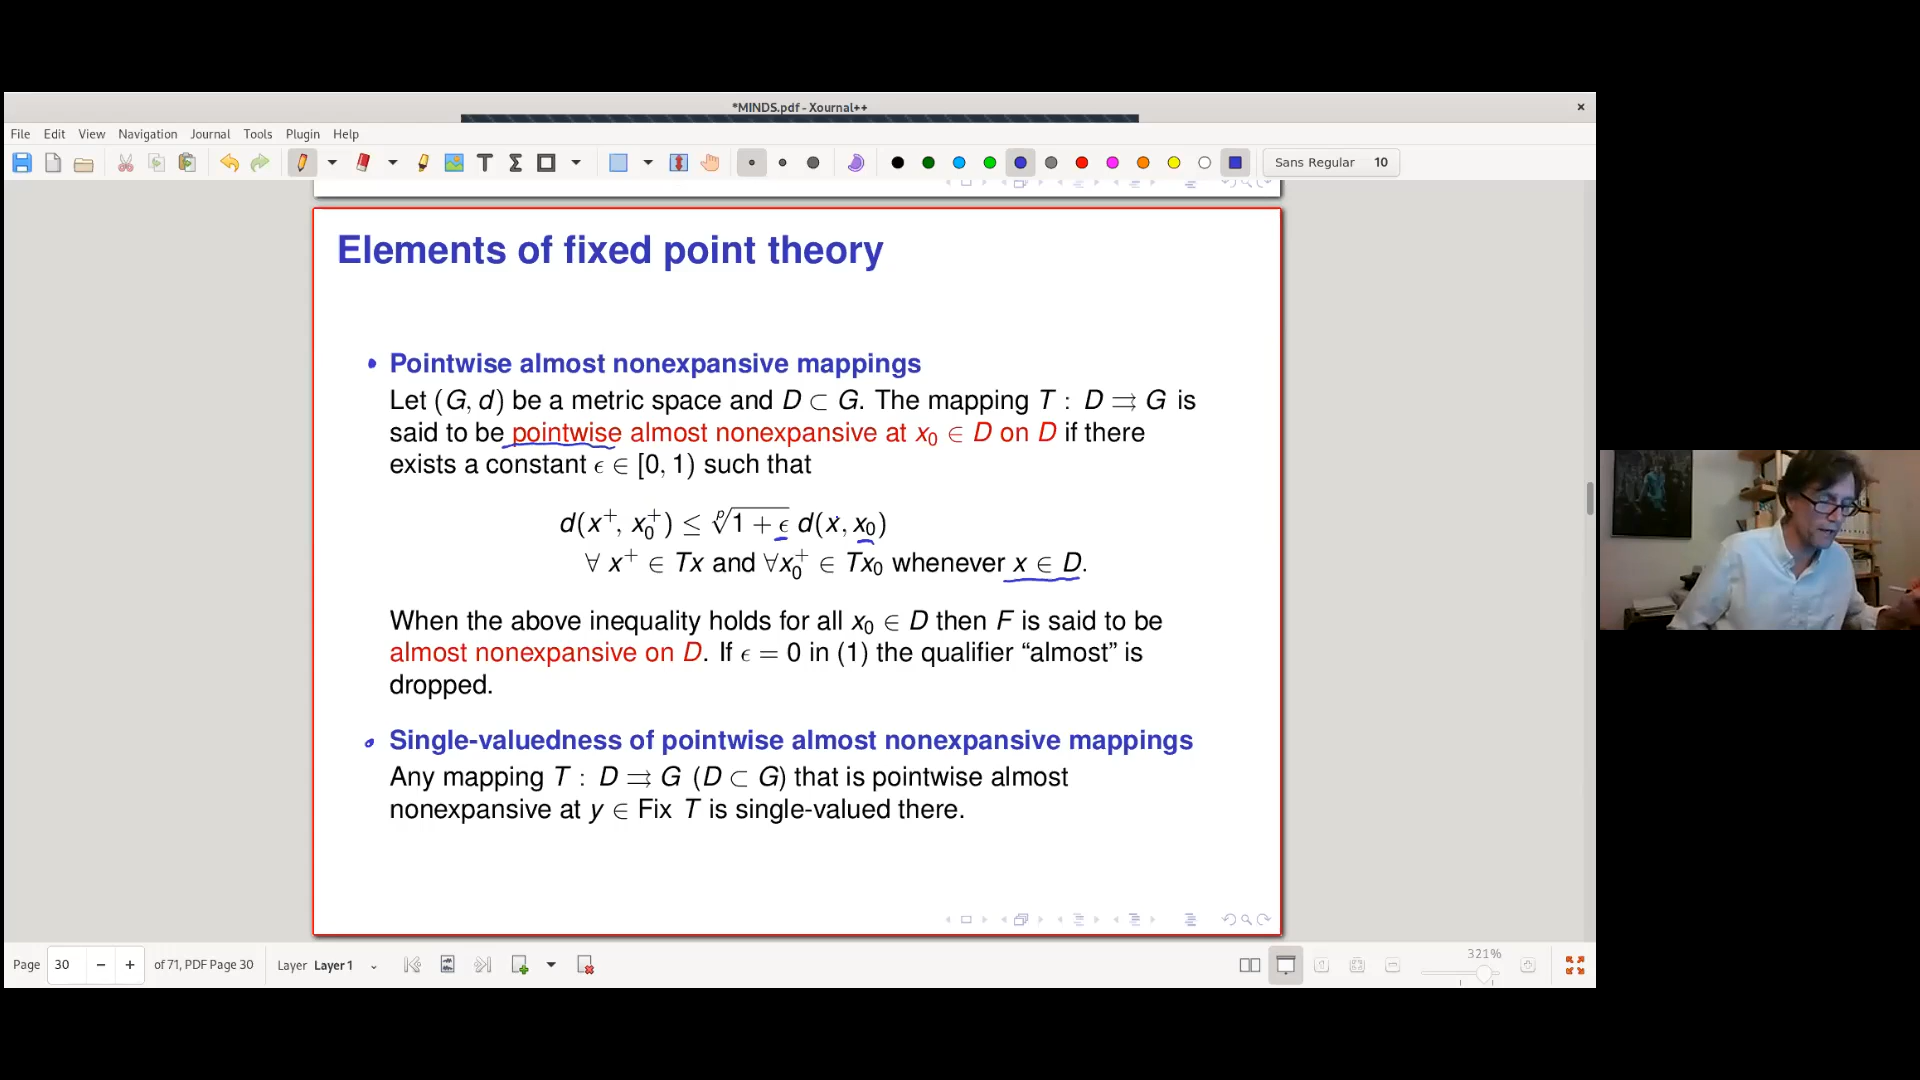 *MINDS.pdf - Xournal++
×
File Edit View Navigation Journal Tools Plugin Help
Sans Regular 10
Elements of fixed point theory
• Pointwise almost nonexpansive mappings
Let (G, d) be a metric space and D ⊂ G. The mapping T : D ⇉ G is
said to be pointwise almost nonexpansive at x₀ ∈ D on D if there
exists a constant ϵ ∈ [0, 1) such that
d(x⁺, x₀⁺) ≤ ᵖ√(1 + ϵ) d(x, x₀)
∀ x⁺ ∈ Tx and ∀x₀⁺ ∈ Tx₀ whenever x ∈ D.
When the above inequality holds for all x₀ ∈ D then F is said to be
almost nonexpansive on D. If ϵ = 0 in (1) the qualifier “almost” is
dropped.
• Single-valuedness of pointwise almost nonexpansive mappings
Any mapping T : D ⇉ G (D ⊂ G) that is pointwise almost
nonexpansive at y ∈ Fix T is single-valued there.
Page 30 − + of 71, PDF Page 30 Layer Layer 1 321%